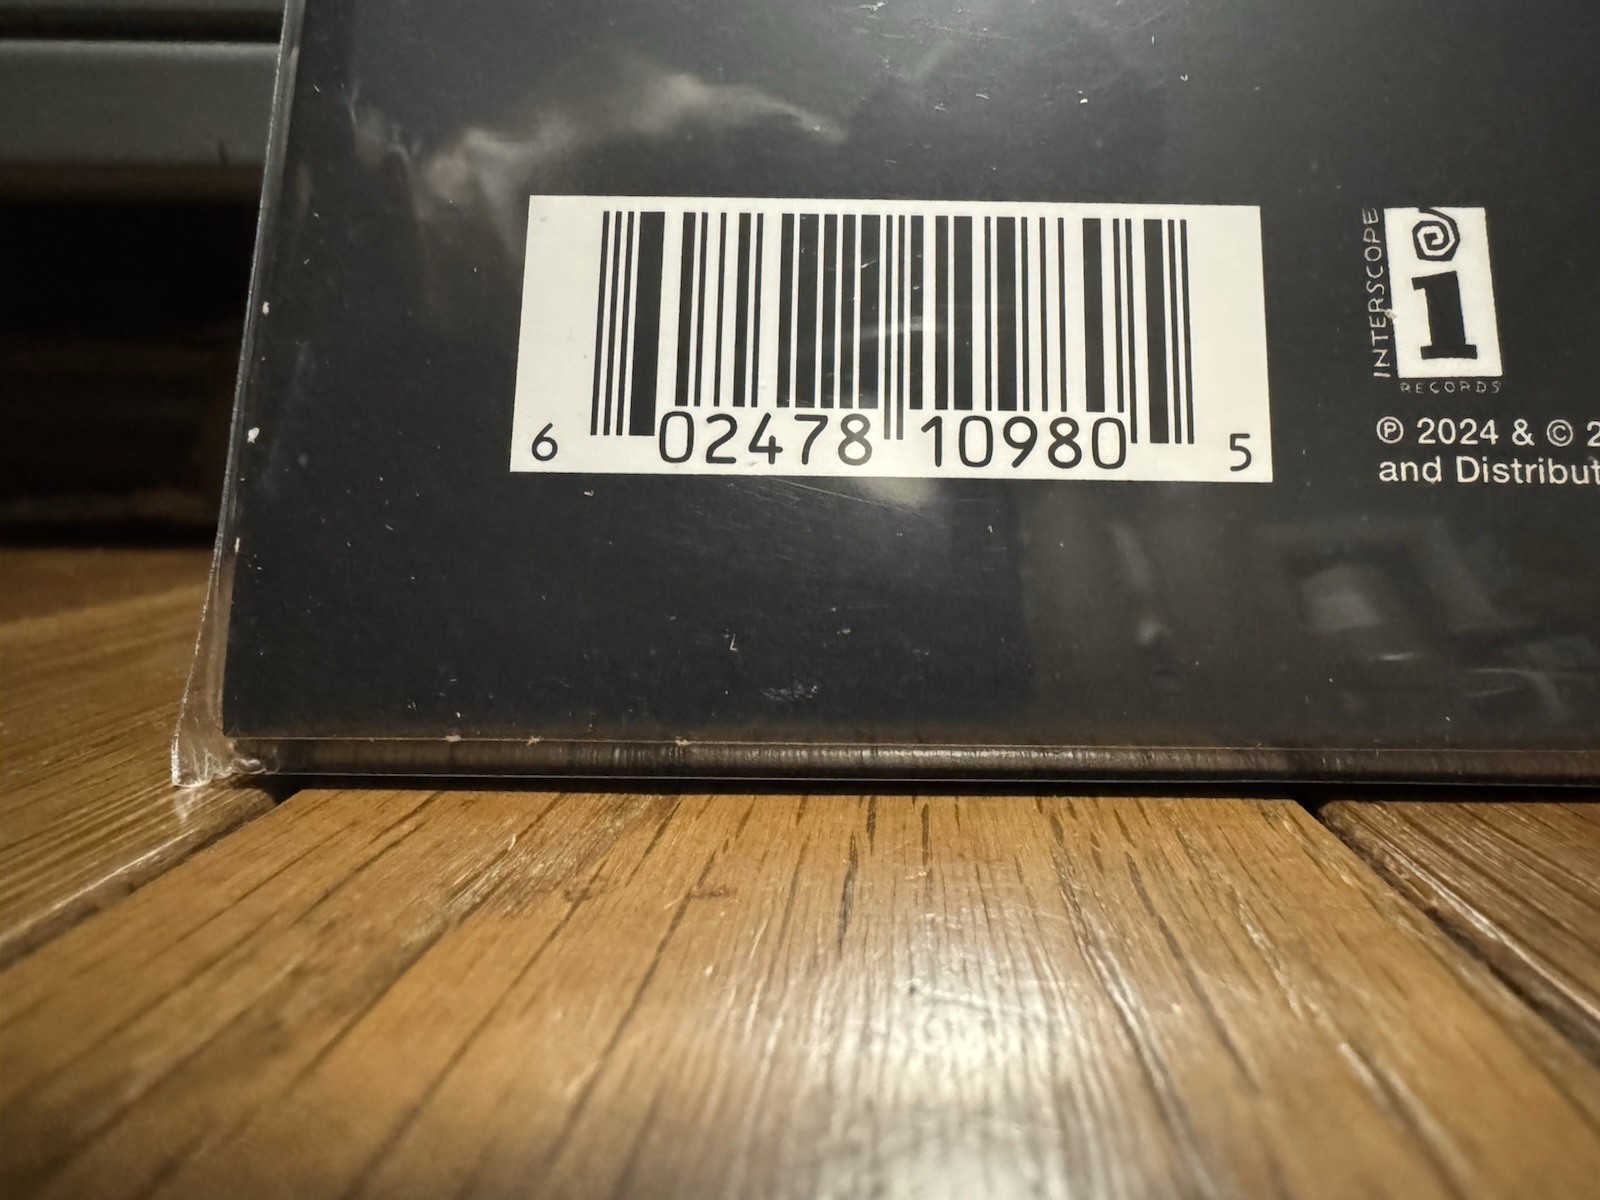 6 02478 10980 5
INTERSCOPE
i
RECORDS
℗ 2024 & © 2
and Distribut